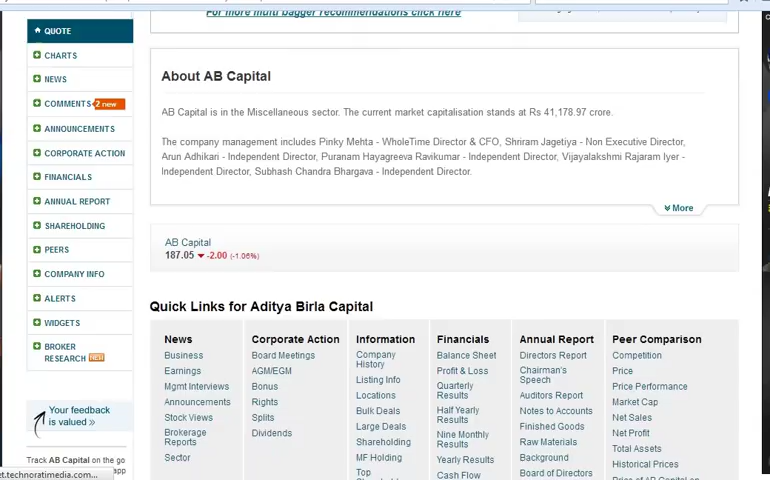 For more multi bagger recommendations click here
QUOTE
CHARTS
NEWS
COMMENTS 2 new
ANNOUNCEMENTS
CORPORATE ACTION
FINANCIALS
ANNUAL REPORT
SHAREHOLDING
PEERS
COMPANY INFO
ALERTS
WIDGETS
BROKER
RESEARCH
Your feedback
is valued »
Track AB Capital on the go
app
et.technoratimedia.com...
About AB Capital
AB Capital is in the Miscellaneous sector. The current market capitalisation stands at Rs 41,178.97 crore.
The company management includes Pinky Mehta - WholeTime Director & CFO, Shriram Jagetiya - Non Executive Director,
Arun Adhikari - Independent Director, Puranam Hayagreeva Ravikumar - Independent Director, Vijayalakshmi Rajaram Iyer -
Independent Director, Subhash Chandra Bhargava - Independent Director.
More
AB Capital
187.05 -2.00 (-1.06%)
Quick Links for Aditya Birla Capital
News
Business
Earnings
Mgmt Interviews
Announcements
Stock Views
Brokerage
Reports
Sector
Corporate Action
Board Meetings
AGM/EGM
Bonus
Rights
Splits
Dividends
Information
Company
History
Listing Info
Locations
Bulk Deals
Large Deals
Shareholding
MF Holding
Top
Financials
Balance Sheet
Profit & Loss
Quarterly
Results
Half Yearly
Results
Nine Monthly
Results
Yearly Results
Cash Flow
Annual Report
Directors Report
Chairman's
Speech
Auditors Report
Notes to Accounts
Finished Goods
Raw Materials
Background
Board of Directors
Peer Comparison
Competition
Price
Price Performance
Market Cap
Net Sales
Net Profit
Total Assets
Historical Prices